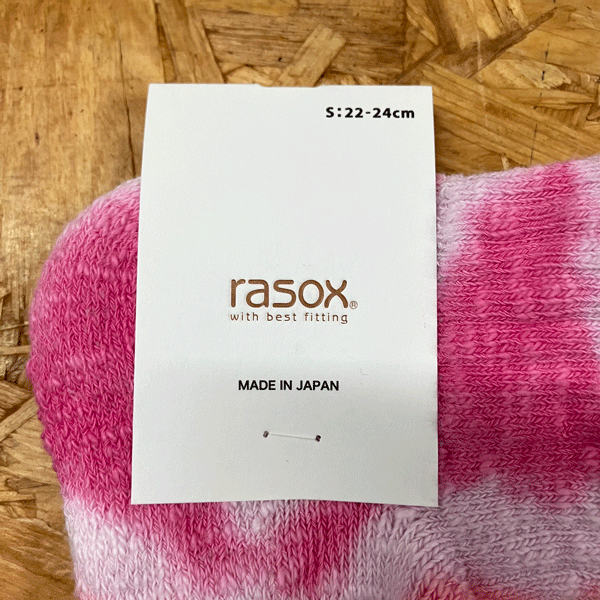 S:22-24cm
rasox®
with best fitting
MADE IN JAPAN